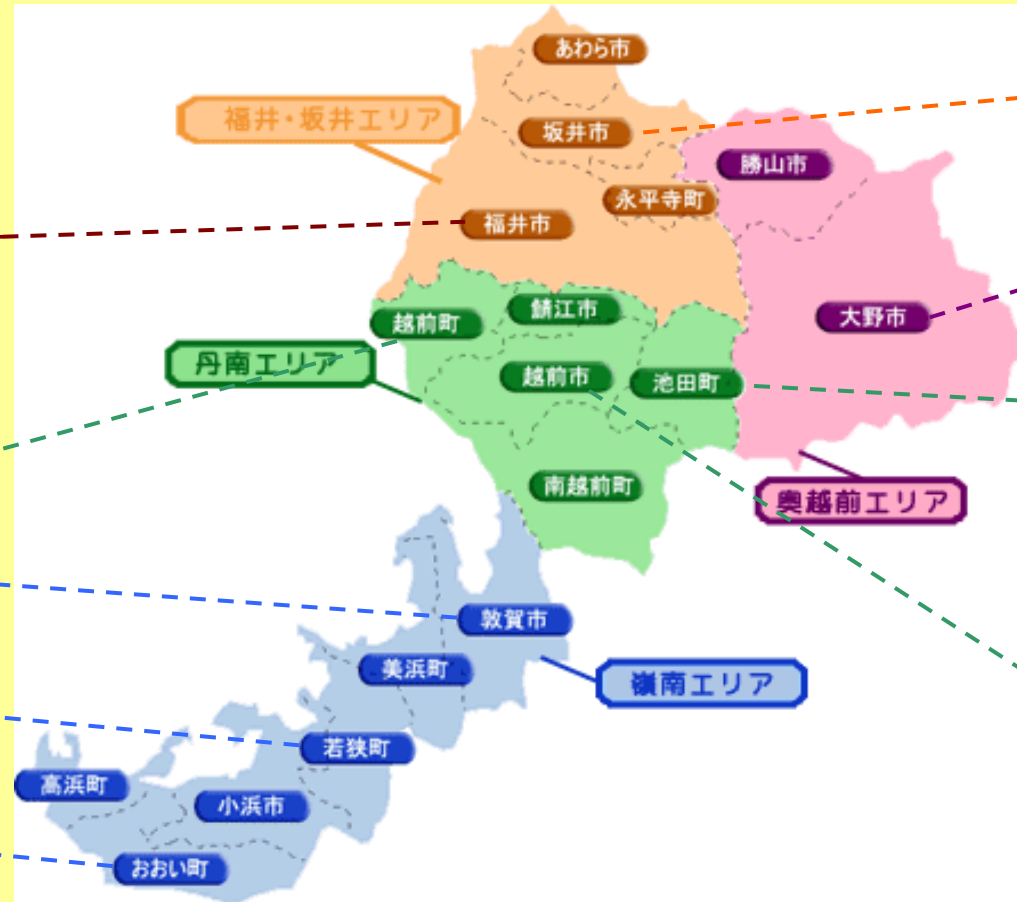 あわら市
福井・坂井エリア
坂井市
勝山市
永平寺町
福井市
越前町
鯖江市
大野市
丹南エリア
越前市
池田町
南越前町
奥越前エリア
敦賀市
美浜町
嶺南エリア
若狭町
高浜町
小浜市
おおい町